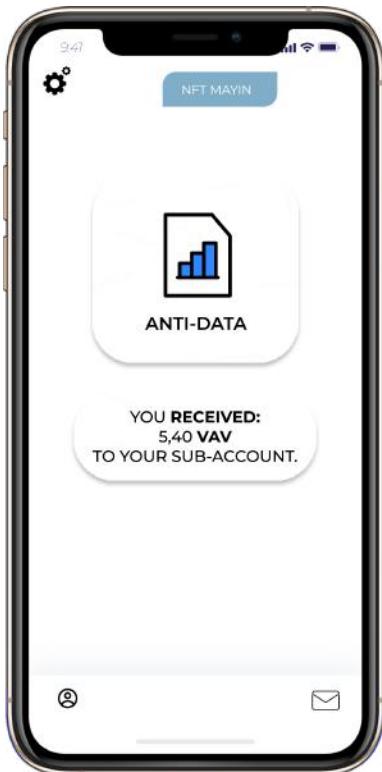 9:41
NFT MAYIN
ANTI-DATA
YOU RECEIVED:
5,40 VAV
TO YOUR SUB-ACCOUNT.